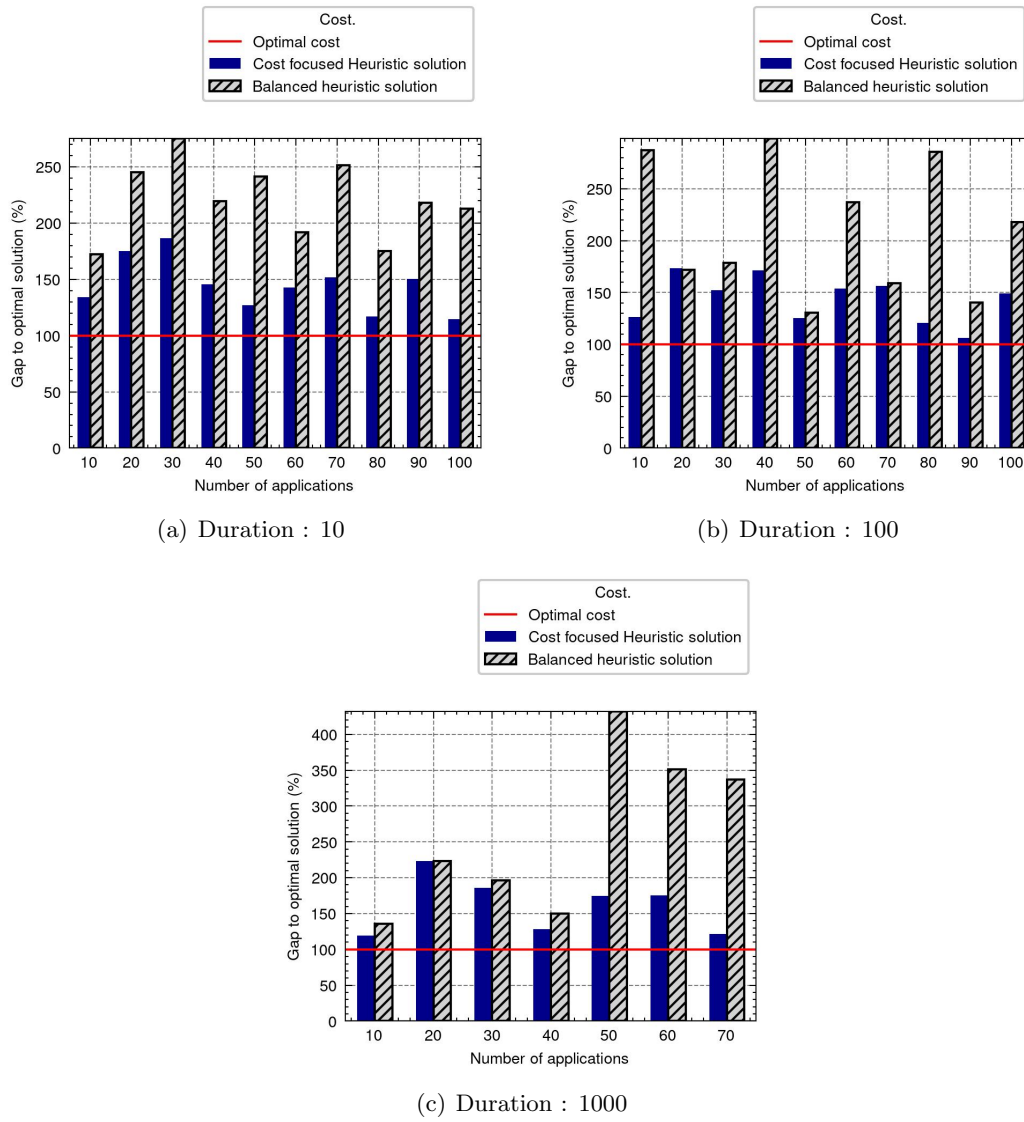 Cost.
Optimal cost
Cost focused Heuristic solution
Balanced heuristic solution
Gap to optimal solution (%)
250
200
150
100
50
0
10 20 30 40 50 60 70 80 90 100
Number of applications
(a) Duration : 10
Cost.
Optimal cost
Cost focused Heuristic solution
Balanced heuristic solution
Gap to optimal solution (%)
250
200
150
100
50
0
10 20 30 40 50 60 70 80 90 100
Number of applications
(b) Duration : 100
Cost.
Optimal cost
Cost focused Heuristic solution
Balanced heuristic solution
Gap to optimal solution (%)
400
350
300
250
200
150
100
50
0
10 20 30 40 50 60 70
Number of applications
(c) Duration : 1000